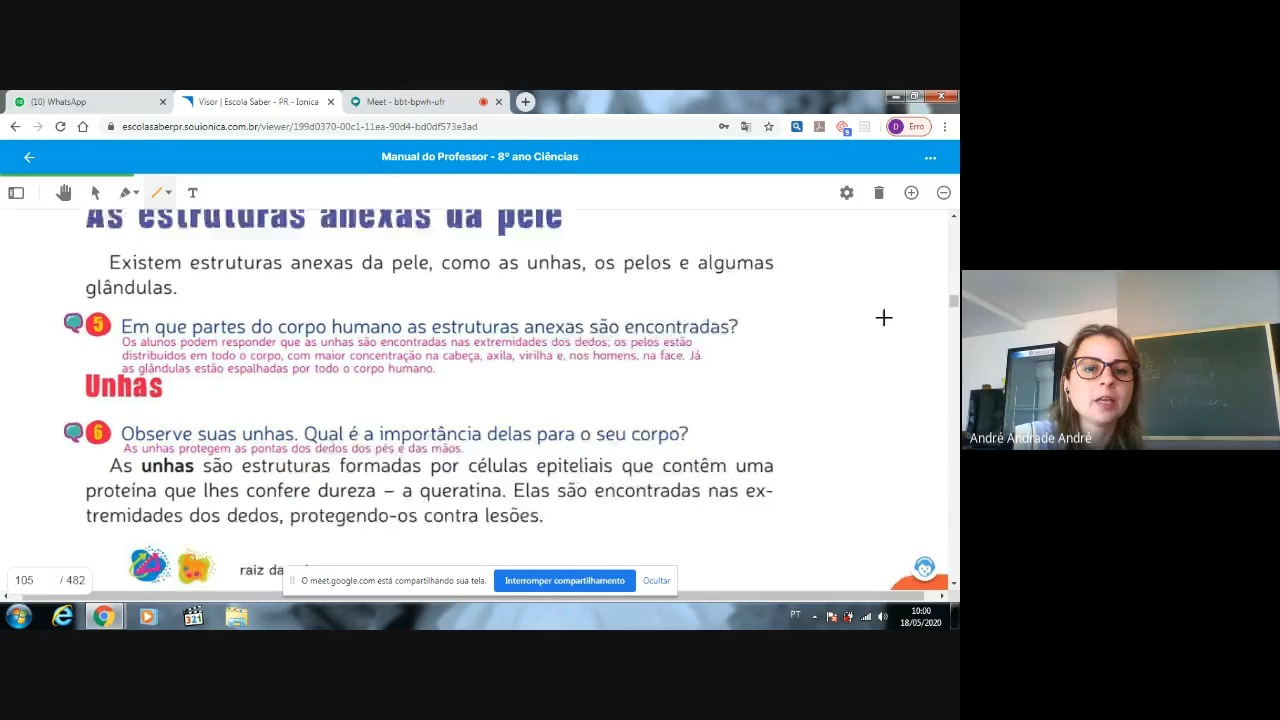 (10) WhatsApp
Visor | Escola Saber - PR - Ionica
Meet - bbt-bpwh-ufr
escolasaberpr.souionica.com.br/viewer/199d0370-00c1-11ea-90d4-bd0df573e3ad
D Erro
Manual do Professor - 8º ano Ciências
T
As estruturas anexas da pele
Existem estruturas anexas da pele, como as unhas, os pelos e algumas
glândulas.
5 Em que partes do corpo humano as estruturas anexas são encontradas?
Os alunos podem responder que as unhas são encontradas nas extremidades dos dedos; os pelos estão
distribuídos em todo o corpo, com maior concentração na cabeça, axila, virilha e, nos homens, na face. Já
as glândulas estão espalhadas por todo o corpo humano.
Unhas
6 Observe suas unhas. Qual é a importância delas para o seu corpo?
As unhas protegem as pontas dos dedos dos pés e das mãos.
As unhas são estruturas formadas por células epiteliais que contêm uma
proteína que lhes confere dureza – a queratina. Elas são encontradas nas ex-
tremidades dos dedos, protegendo-os contra lesões.
raiz da
105 / 482
O meet.google.com está compartilhando sua tela.
Interromper compartilhamento
Ocultar
321
PT
10:00
18/05/2020
André Andrade André